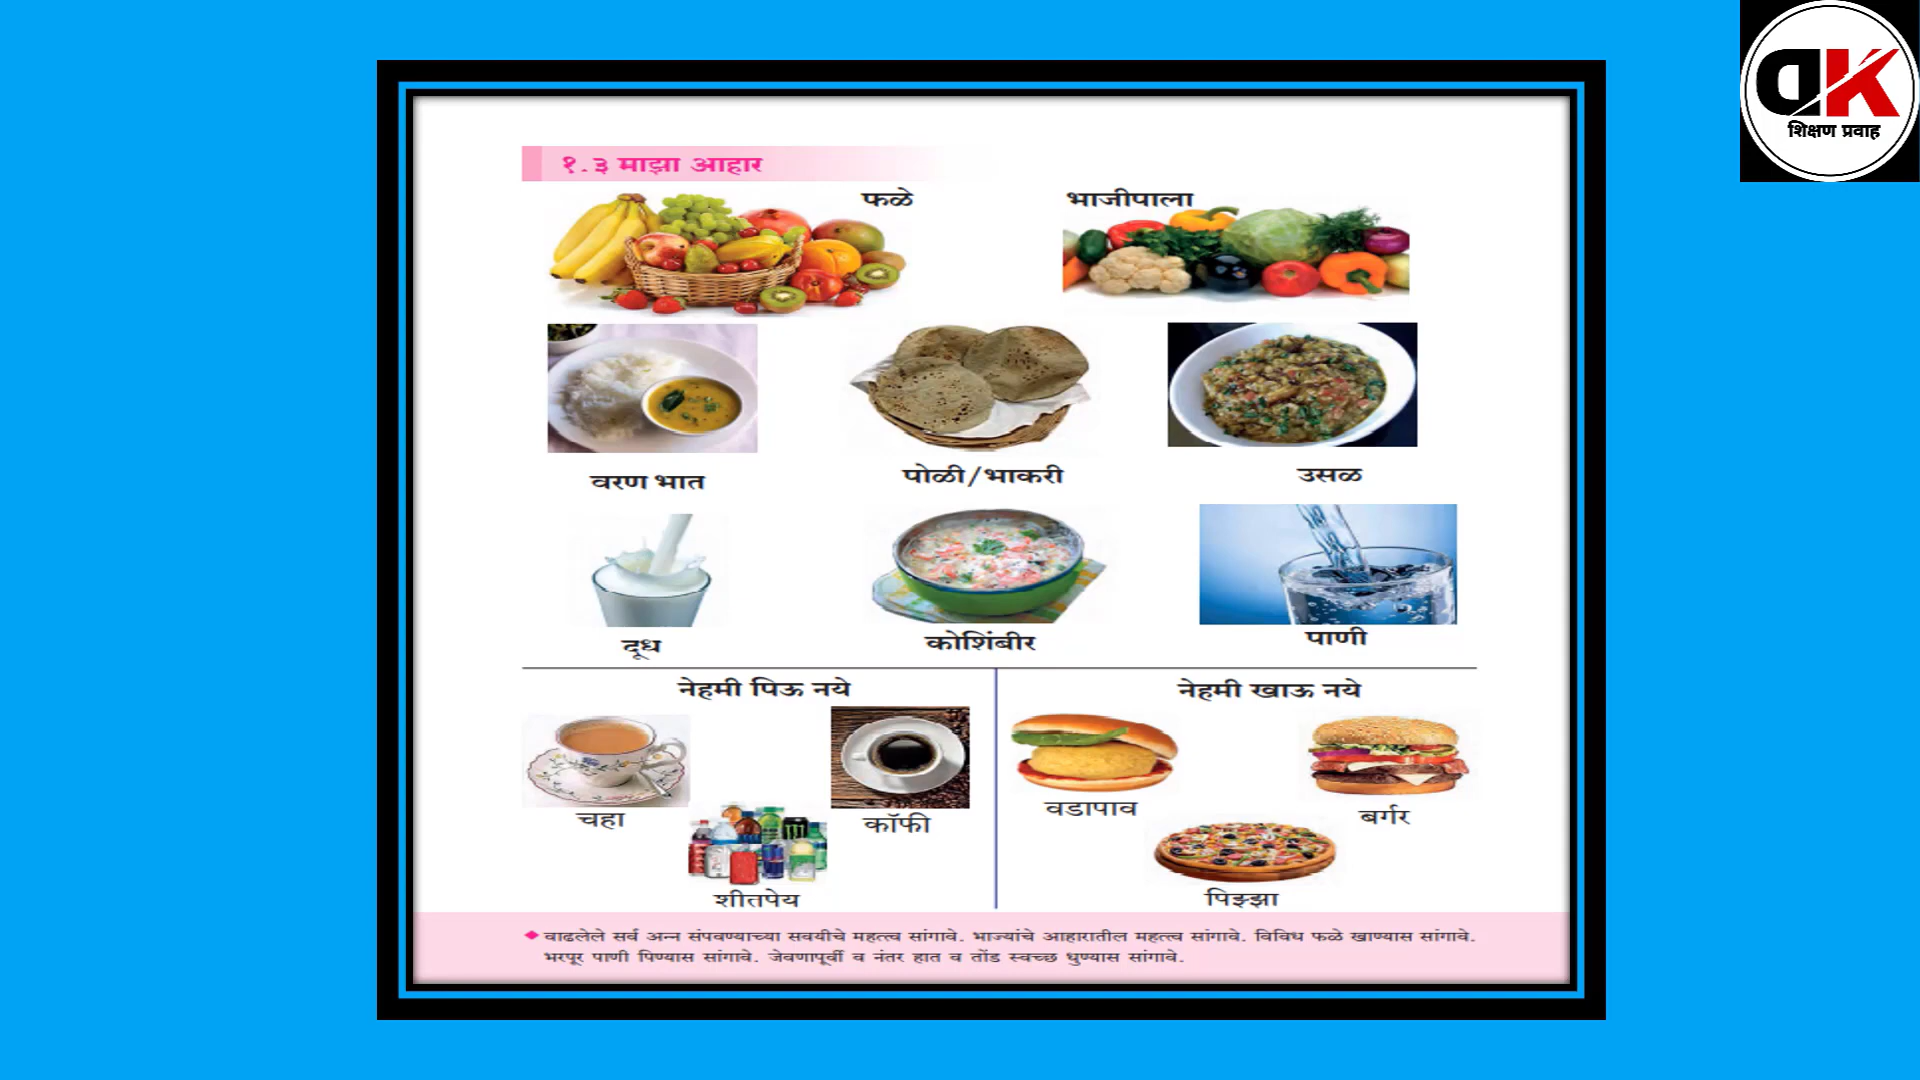 DK
शिक्षण प्रवाह
१.३ माझा आहार
फळे
भाजीपाला
वरण भात
पोळी/भाकरी
उसळ
दूध
कोशिंबीर
पाणी
नेहमी पिऊ नये
नेहमी खाऊ नये
चहा
कॉफी
शीतपेय
वडापाव
बर्गर
पिझ्झा
◆ वाढलेले सर्व अन्न संपवण्याच्या सवयीचे महत्त्व सांगावे. भाज्यांचे आहारातील महत्त्व सांगावे. विविध फळे खाण्यास सांगावे.
भरपूर पाणी पिण्यास सांगावे. जेवणापूर्वी व नंतर हात व तोंड स्वच्छ धुण्यास सांगावे.